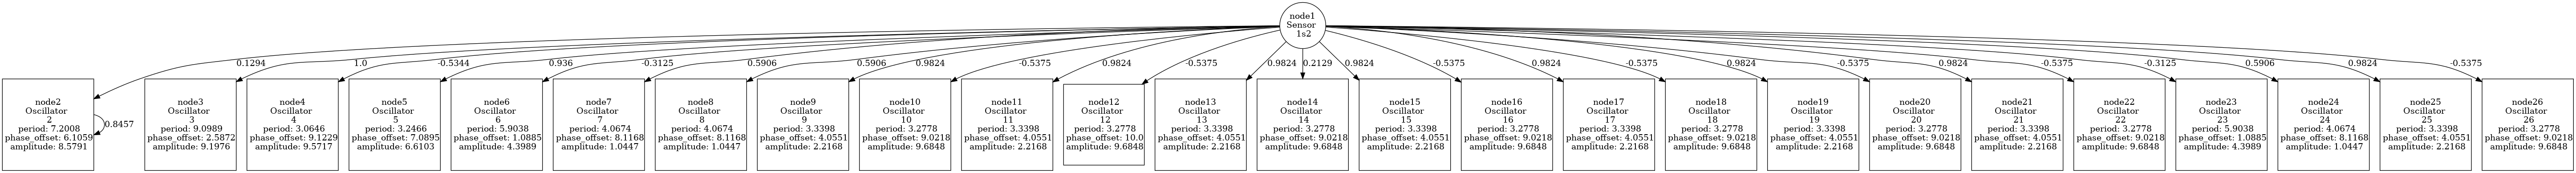 node1
Sensor
1s2
0.1294
1.0
-0.5344
0.936
-0.3125
0.5906
0.5906
0.9824
-0.5375
0.9824
-0.5375
0.9824
0.2129
0.9824
-0.5375
0.9824
-0.5375
0.9824
-0.5375
0.9824
-0.5375
-0.3125
0.5906
0.9824
-0.5375
node2
Oscillator
2
period: 7.2008
phase_offset: 6.1059
amplitude: 8.5791
0.8457
node3
Oscillator
3
period: 9.0989
phase_offset: 2.5872
amplitude: 9.1976
node4
Oscillator
4
period: 3.0646
phase_offset: 9.1229
amplitude: 9.5717
node5
Oscillator
5
period: 3.2466
phase_offset: 7.0895
amplitude: 6.6103
node6
Oscillator
6
period: 5.9038
phase_offset: 1.0885
amplitude: 4.3989
node7
Oscillator
7
period: 4.0674
phase_offset: 8.1168
amplitude: 1.0447
node8
Oscillator
8
period: 4.0674
phase_offset: 8.1168
amplitude: 1.0447
node9
Oscillator
9
period: 3.3398
phase_offset: 4.0551
amplitude: 2.2168
node10
Oscillator
10
period: 3.2778
phase_offset: 9.0218
amplitude: 9.6848
node11
Oscillator
11
period: 3.3398
phase_offset: 4.0551
amplitude: 2.2168
node12
Oscillator
12
period: 3.2778
phase_offset: 10.0
amplitude: 9.6848
node13
Oscillator
13
period: 3.3398
phase_offset: 4.0551
amplitude: 2.2168
node14
Oscillator
14
period: 3.2778
phase_offset: 9.0218
amplitude: 9.6848
node15
Oscillator
15
period: 3.3398
phase_offset: 4.0551
amplitude: 2.2168
node16
Oscillator
16
period: 3.2778
phase_offset: 9.0218
amplitude: 9.6848
node17
Oscillator
17
period: 3.3398
phase_offset: 4.0551
amplitude: 2.2168
node18
Oscillator
18
period: 3.2778
phase_offset: 9.0218
amplitude: 9.6848
node19
Oscillator
19
period: 3.3398
phase_offset: 4.0551
amplitude: 2.2168
node20
Oscillator
20
period: 3.2778
phase_offset: 9.0218
amplitude: 9.6848
node21
Oscillator
21
period: 3.3398
phase_offset: 4.0551
amplitude: 2.2168
node22
Oscillator
22
period: 3.2778
phase_offset: 9.0218
amplitude: 9.6848
node23
Oscillator
23
period: 5.9038
phase_offset: 1.0885
amplitude: 4.3989
node24
Oscillator
24
period: 4.0674
phase_offset: 8.1168
amplitude: 1.0447
node25
Oscillator
25
period: 3.3398
phase_offset: 4.0551
amplitude: 2.2168
node26
Oscillator
26
period: 3.2778
phase_offset: 9.0218
amplitude: 9.6848